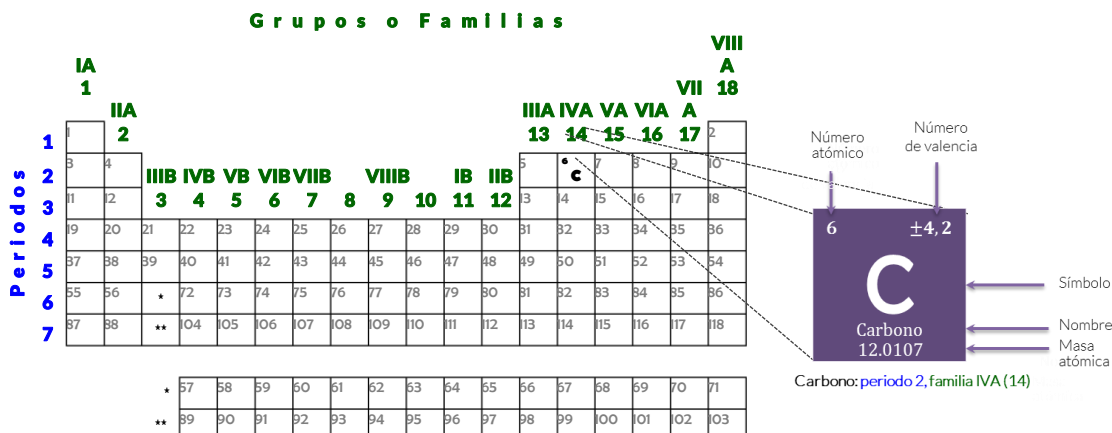 Grupos o Familias
VIII
A
18
IA
1
VII
A
17
IIA
2
IIIA IVA VA VIA
13 14 15 16
Periodos
1 1 2
2 3 4 5 6 7 8 9 10
C
IIIB IVB VB VIB VIIB VIIIB IB IIB
3 4 5 6 7 8 9 10 11 12
3 11 12 13 14 15 16 17 18
4 19 20 21 22 23 24 25 26 27 28 29 30 31 32 33 34 35 36
5 37 38 39 40 41 42 43 44 45 46 47 48 49 50 51 52 53 54
6 55 56 * 72 73 74 75 76 77 78 79 80 81 82 83 84 85 86
7 87 88 ** 104 105 106 107 108 109 110 111 112 113 114 115 116 117 118
* 57 58 59 60 61 62 63 64 65 66 67 68 69 70 71
** 89 90 91 92 93 94 95 96 97 98 99 100 101 102 103
Número
atómico
Número
de valencia
6 ±4,2
C
Carbono
12.0107
Símbolo
Nombre
Masa
atómica
Carbono: periodo 2, familia IVA (14)